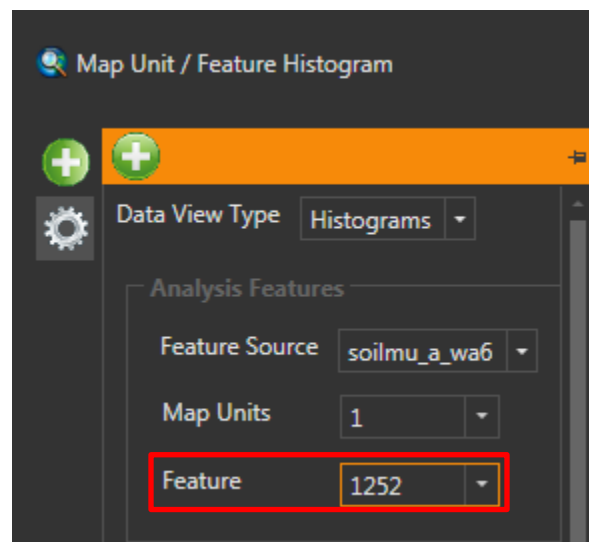 Map Unit / Feature Histogram
Data View Type Histograms
Analysis Features
Feature Source soilmu_a_wa6
Map Units 1
Feature 1252